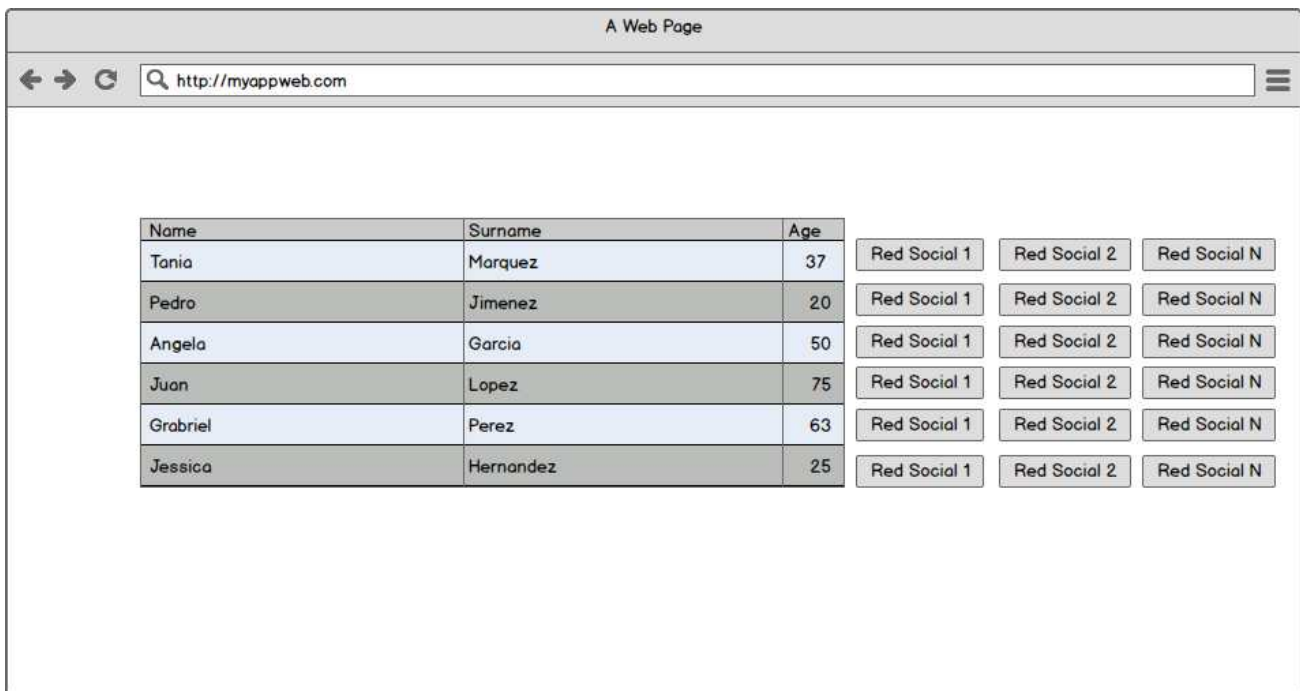 A Web Page
http://myappweb.com
Name Surname Age
Tania Marquez 37 Red Social 1 Red Social 2 Red Social N
Pedro Jimenez 20 Red Social 1 Red Social 2 Red Social N
Angela Garcia 50 Red Social 1 Red Social 2 Red Social N
Juan Lopez 75 Red Social 1 Red Social 2 Red Social N
Grabriel Perez 63 Red Social 1 Red Social 2 Red Social N
Jessica Hernandez 25 Red Social 1 Red Social 2 Red Social N